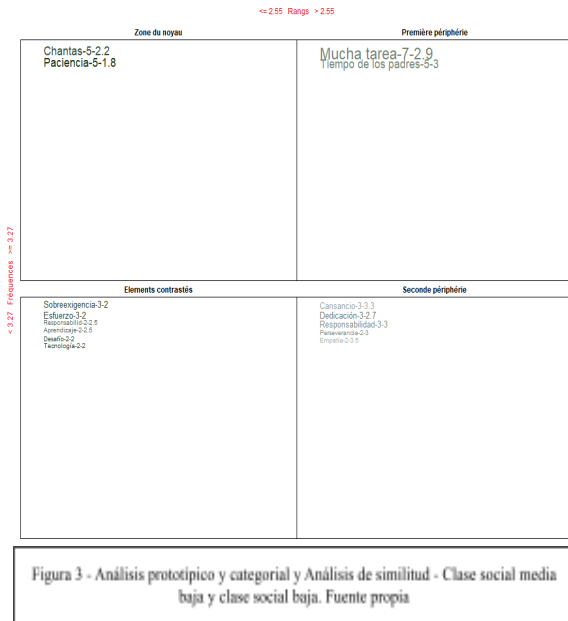 <= 2.55 Rangs > 2.55
Zone du noyau
Première périphérie
Chantas-5-2.2
Paciencia-5-1.8
Mucha tarea-7-2.9
Tiempo de los padres-5-3
< 3.27 Fréquences >= 3.27
Elements contrastés
Seconde périphérie
Sobreexigencia-3-2
Esfuerzo-3-2
Responsabilid-2-2.5
Aprendizaje-2-2.5
Desafío-2-2
Tecnología-2-2
Cansancio-3-3.3
Dedicación-3-2.7
Responsabilidad-3-3
Perseverancia-2-3
Empatía-2-3.5
Figura 3 - Análisis prototípico y categorial y Análisis de similitud - Clase social media
baja y clase social baja. Fuente propia